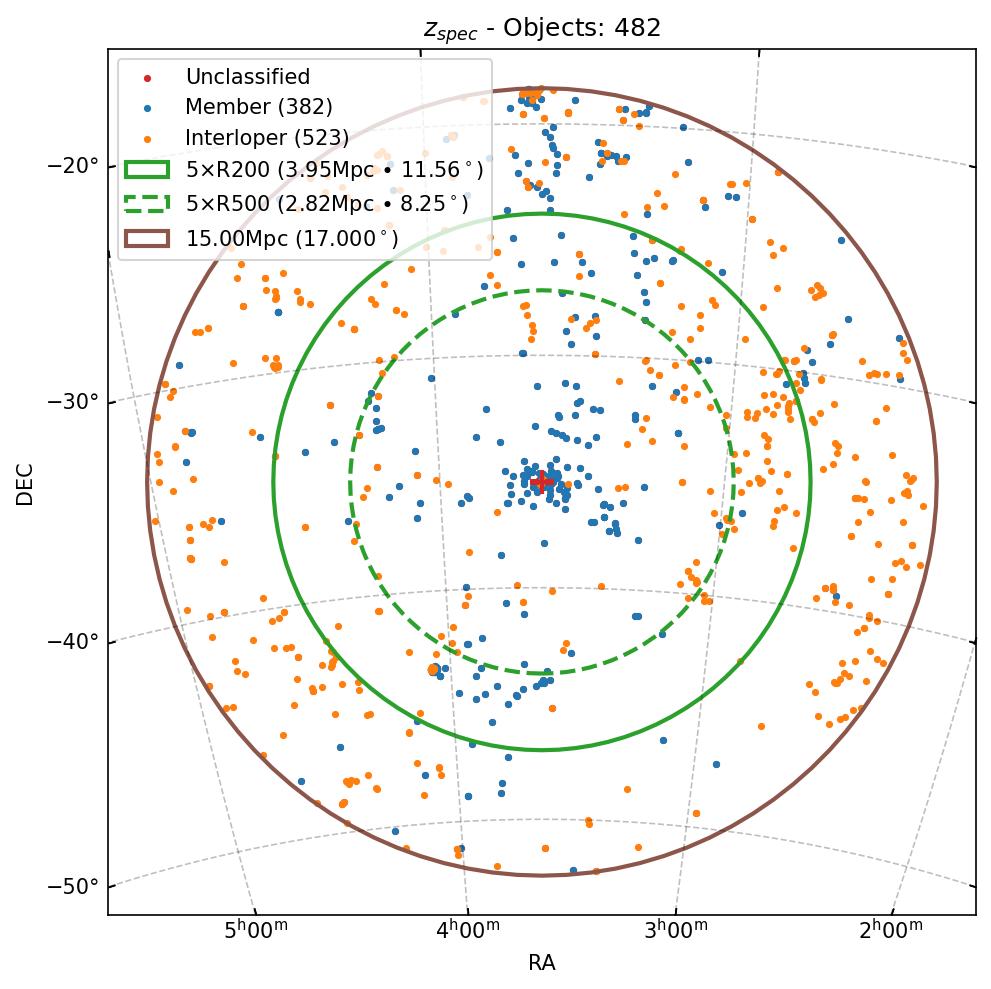 z_spec - Objects: 482
Unclassified
Member (382)
Interloper (523)
5×R200 (3.95Mpc • 11.56°)
5×R500 (2.82Mpc • 8.25°)
15.00Mpc (17.000°)
−20°
−30°
−40°
−50°
DEC
5ʰ00ᵐ 4ʰ00ᵐ 3ʰ00ᵐ 2ʰ00ᵐ
RA